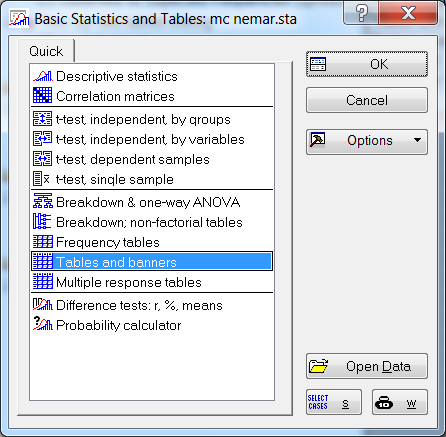 Basic Statistics and Tables: mc nemar.sta
Quick
Descriptive statistics
Correlation matrices
t-test, independent, by groups
t-test, independent, by variables
t-test, dependent samples
t-test, single sample
Breakdown & one-way ANOVA
Breakdown; non-factorial tables
Frequency tables
Tables and banners
Multiple response tables
Difference tests: r, %, means
Probability calculator
OK
Cancel
Options
Open Data
SELECT CASES S
W